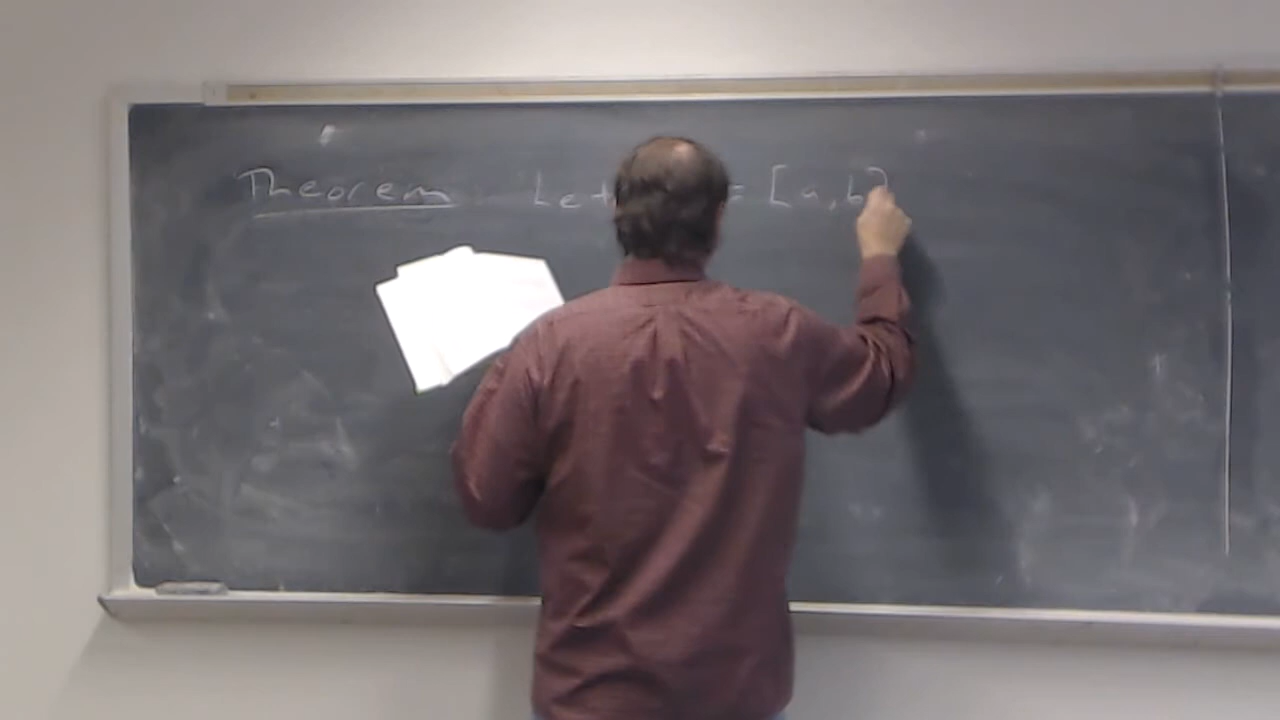 Theorem Let = [a,b]